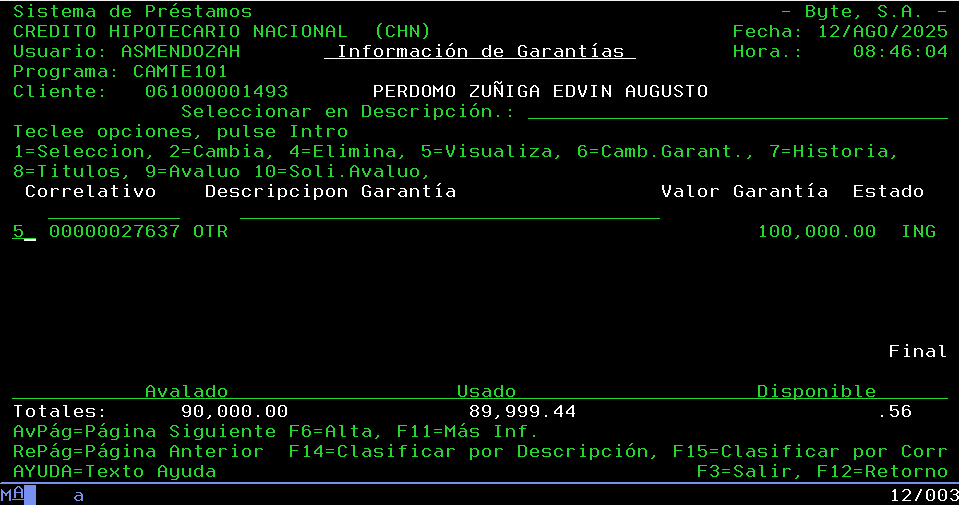 Sistema de Préstamos - Byte, S.A. -
CREDITO HIPOTECARIO NACIONAL (CHN) Fecha: 12/AGO/2025
Usuario: ASMENDOZAH Información de Garantías Hora.: 08:46:04
Programa: CAMTE101
Cliente: 061000001493 PERDOMO ZUÑIGA EDVIN AUGUSTO
Seleccionar en Descripción.:
Teclee opciones, pulse Intro
1=Seleccion, 2=Cambia, 4=Elimina, 5=Visualiza, 6=Camb.Garant., 7=Historia,
8=Titulos, 9=Avaluo 10=Soli.Avaluo,
Correlativo Descripcipon Garantía Valor Garantía Estado
5_ 00000027637 OTR 100,000.00 ING
Final
Avalado Usado Disponible
Totales: 90,000.00 89,999.44 .56
AvPág=Página Siguiente F6=Alta, F11=Más Inf.
RePág=Página Anterior F14=Clasificar por Descripción, F15=Clasificar por Corr
AYUDA=Texto Ayuda F3=Salir, F12=Retorno
MA a 12/003